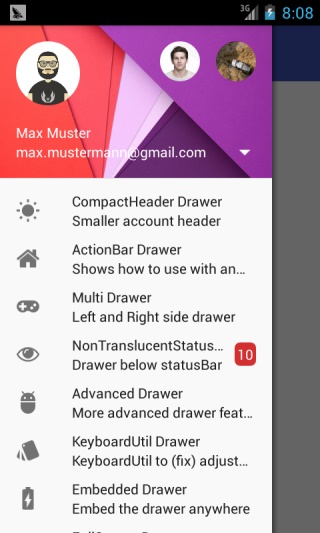 3G
8:08
Max Muster
max.mustermann@gmail.com
CompactHeader Drawer
Smaller account header
ActionBar Drawer
Shows how to use with an…
Multi Drawer
Left and Right side drawer
NonTranslucentStatus…
Drawer below statusBar
10
Advanced Drawer
More advanced drawer feat…
KeyboardUtil Drawer
KeyboardUtil to (fix) adjust…
Embedded Drawer
Embed the drawer anywhere